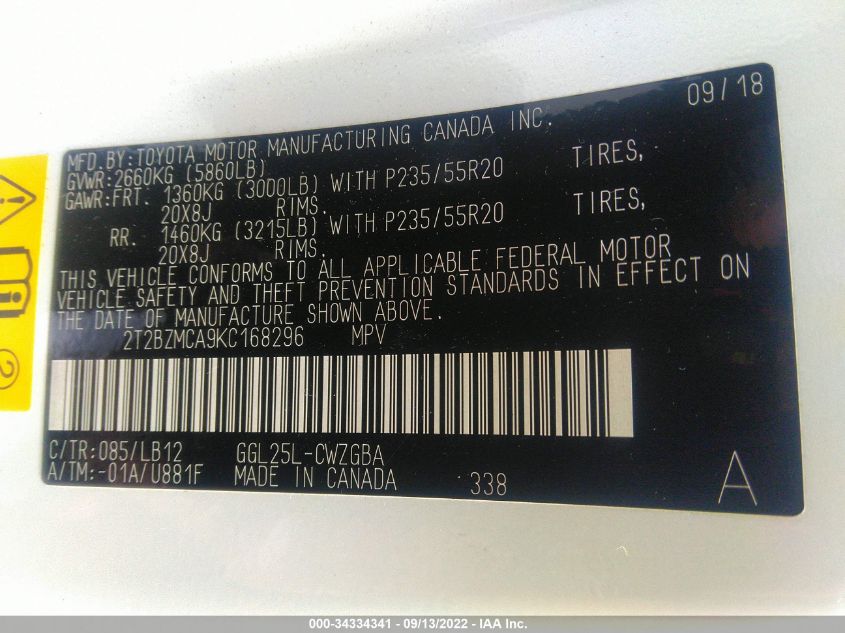 09/18
MFD.BY:TOYOTA MOTOR MANUFACTURING CANADA INC.
GVWR:2660KG (5860LB)
GAWR:FRT. 1360KG (3000LB) WITH P235/55R20 TIRES,
20X8J RIMS.
RR. 1460KG (3215LB) WITH P235/55R20 TIRES,
20X8J RIMS.
THIS VEHICLE CONFORMS TO ALL APPLICABLE FEDERAL MOTOR
VEHICLE SAFETY AND THEFT PREVENTION STANDARDS IN EFFECT ON
THE DATE OF MANUFACTURE SHOWN ABOVE.
2T2BZMCA9KC168296 MPV
C/TR:085/LB12 GGL25L-CWZGBA
A/TM:-01A/U881F MADE IN CANADA 338 A
2
000-34334341 - 09/13/2022 - IAA Inc.